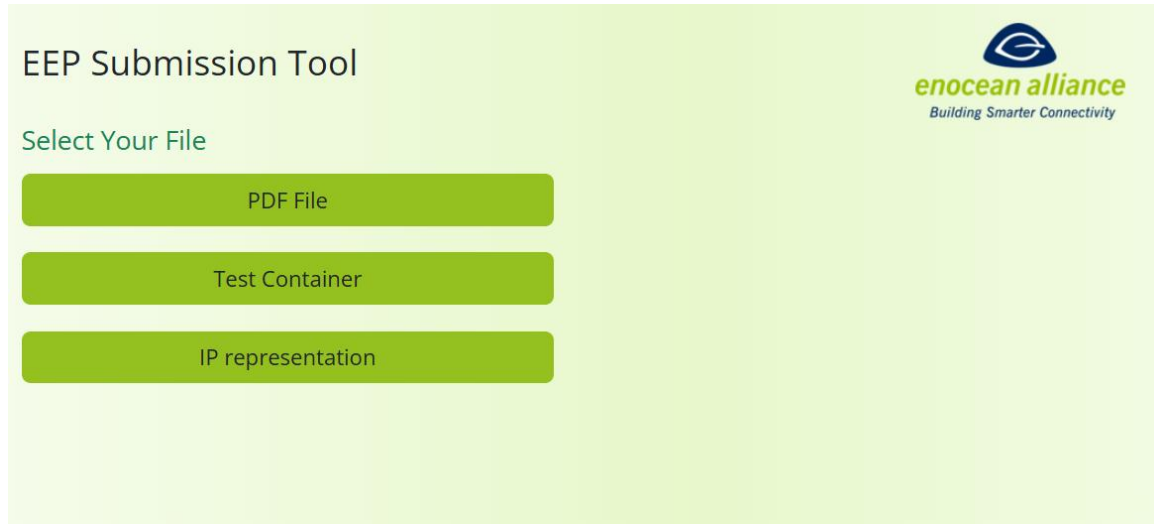 EEP Submission Tool
enocean alliance
Building Smarter Connectivity
Select Your File
PDF File
Test Container
IP representation